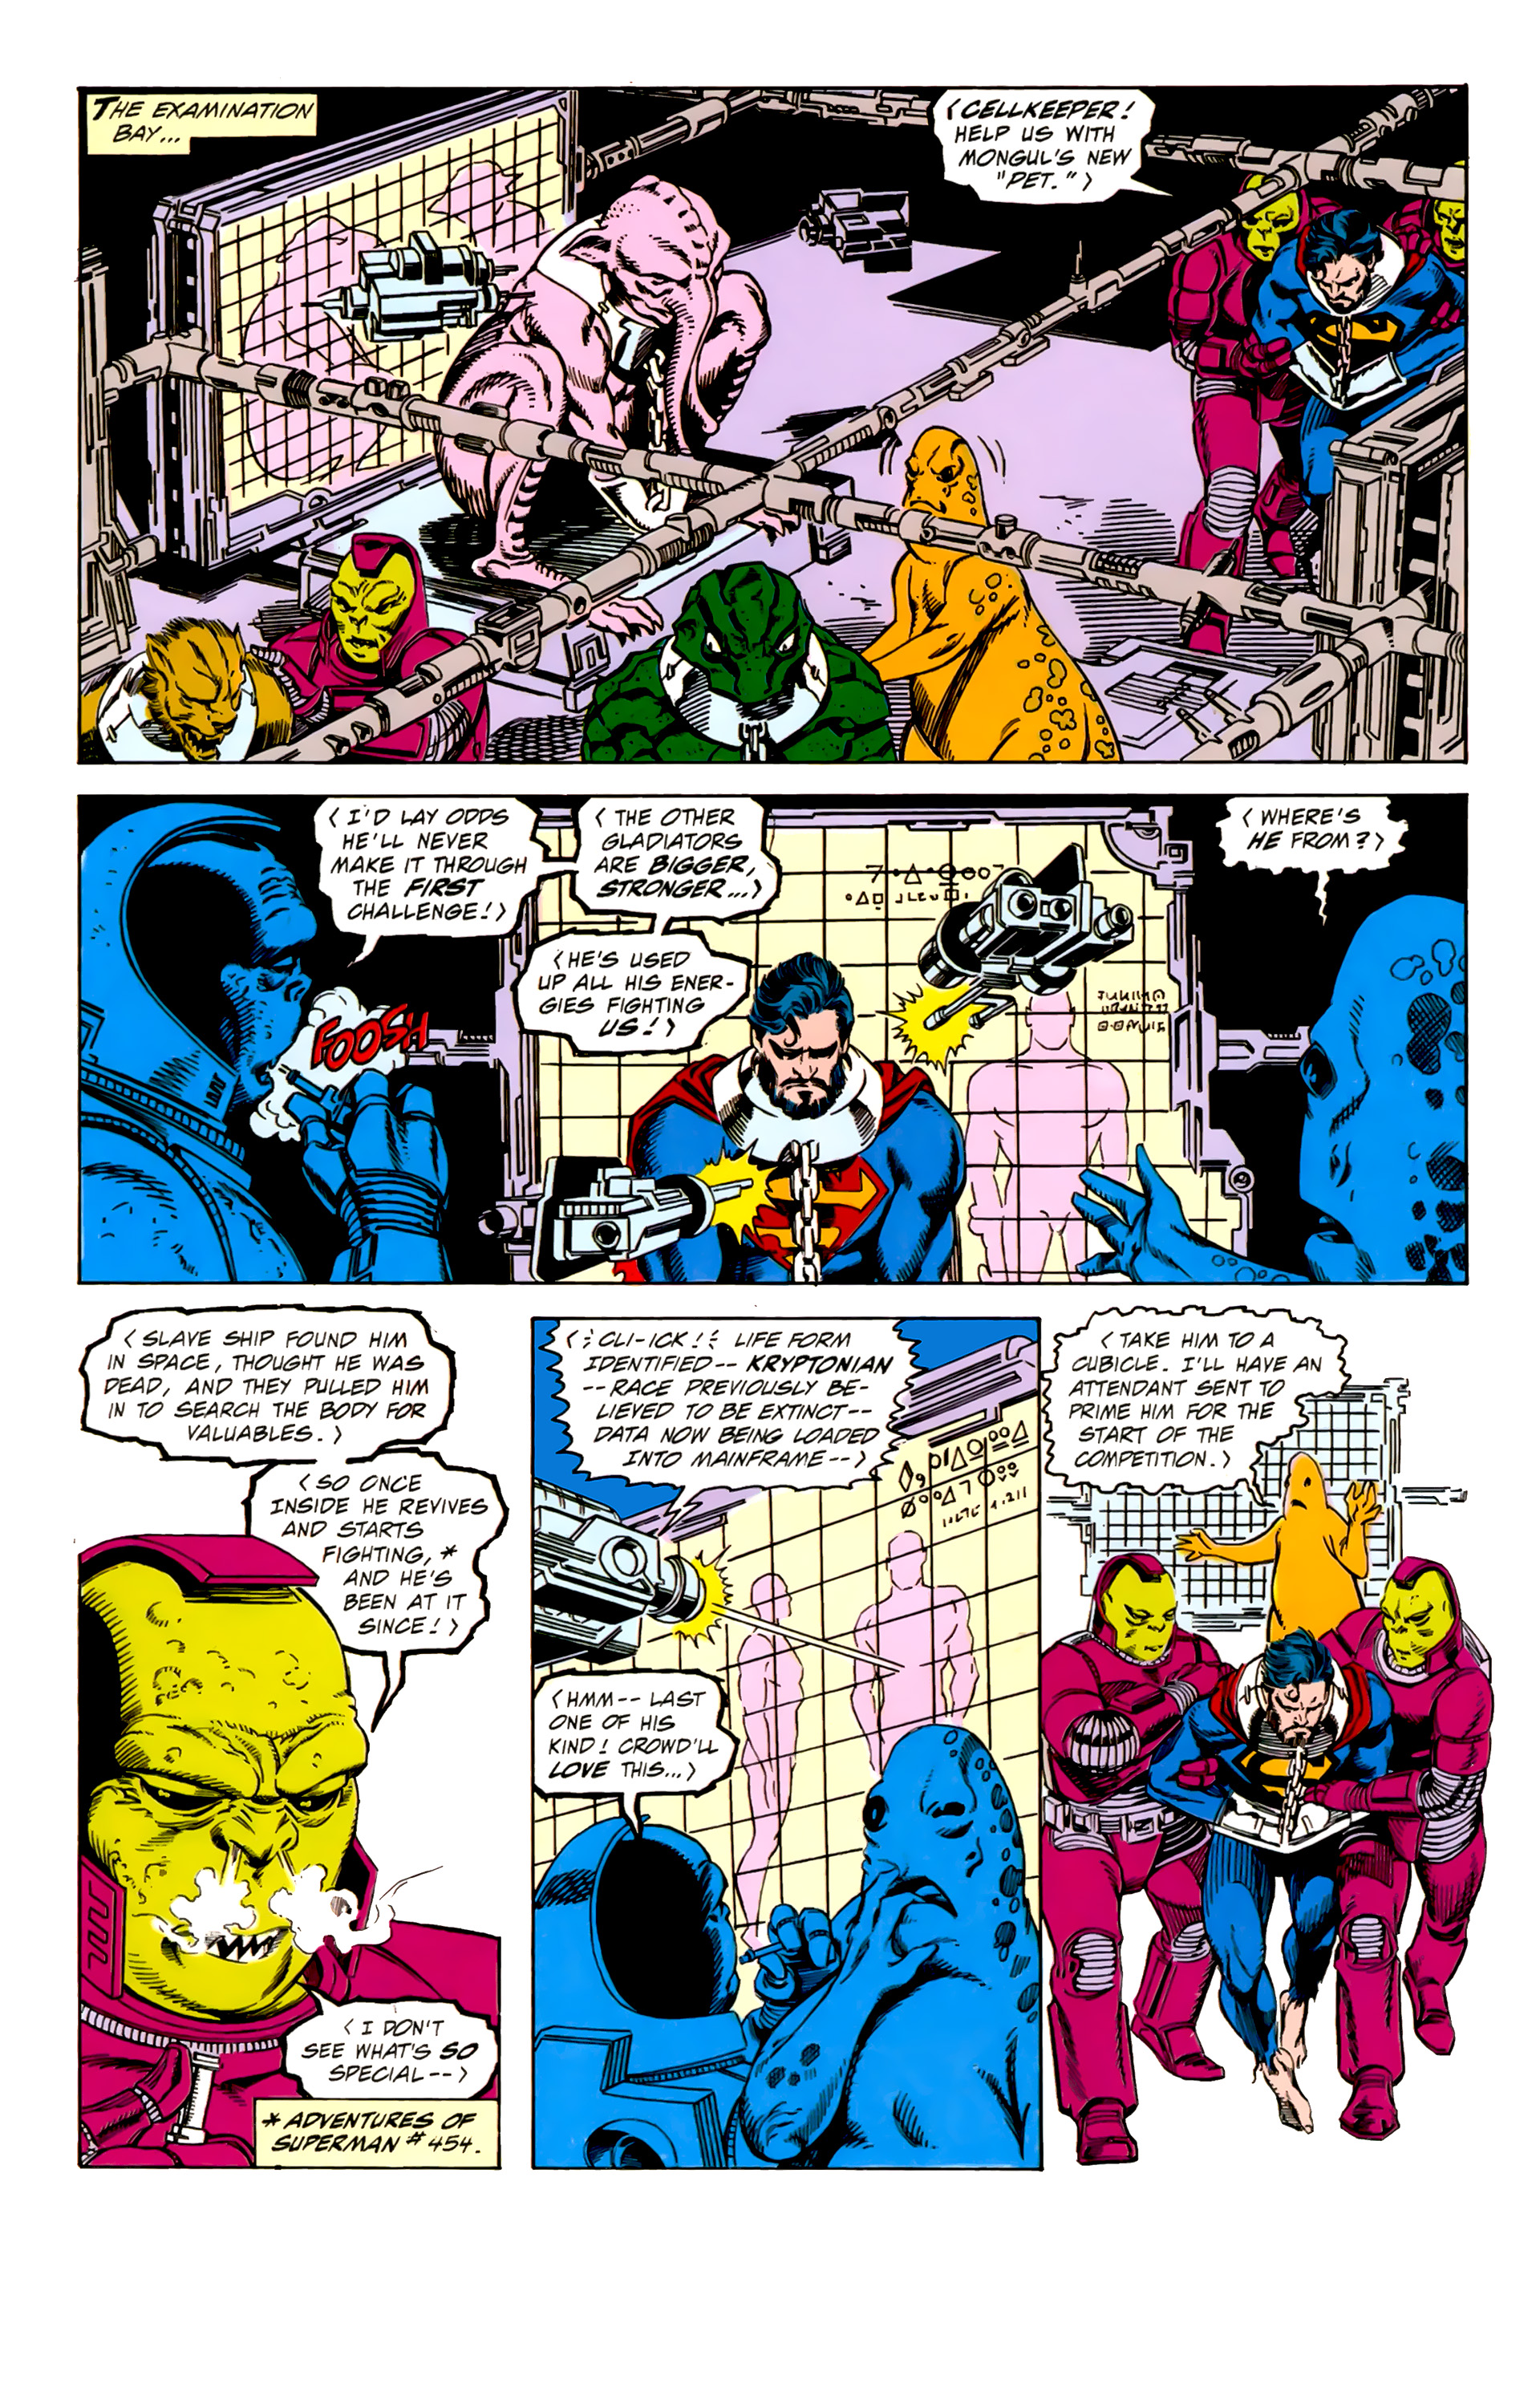 THE EXAMINATION
BAY...
<CELLKEEPER!
HELP US WITH
MONGUL'S NEW
"PET.">
<I'D LAY ODDS
HE'LL NEVER
MAKE IT THROUGH
THE FIRST
CHALLENGE!>
<THE OTHER
GLADIATORS
ARE BIGGER,
STRONGER...>
<HE'S USED
UP ALL HIS ENER-
GIES FIGHTING
US!>
FOOSH
<WHERE'S
HE FROM?>
<SLAVE SHIP FOUND HIM
IN SPACE, THOUGHT HE WAS
DEAD, AND THEY PULLED HIM
IN TO SEARCH THE BODY FOR
VALUABLES.>
<SO ONCE
INSIDE HE REVIVES
AND STARTS
FIGHTING,*
AND HE'S
BEEN AT IT
SINCE!>
<I DON'T
SEE WHAT'S SO
SPECIAL-->
* ADVENTURES OF
SUPERMAN #454.
<CLI-ICK! LIFE FORM
IDENTIFIED-- KRYPTONIAN
--RACE PREVIOUSLY BE-
LIEVED TO BE EXTINCT--
DATA NOW BEING LOADED
INTO MAINFRAME-->
<HMM-- LAST
ONE OF HIS
KIND! CROWD'LL
LOVE THIS...>
<TAKE HIM TO A
CUBICLE. I'LL HAVE AN
ATTENDANT SENT TO
PRIME HIM FOR THE
START OF THE
COMPETITION.>